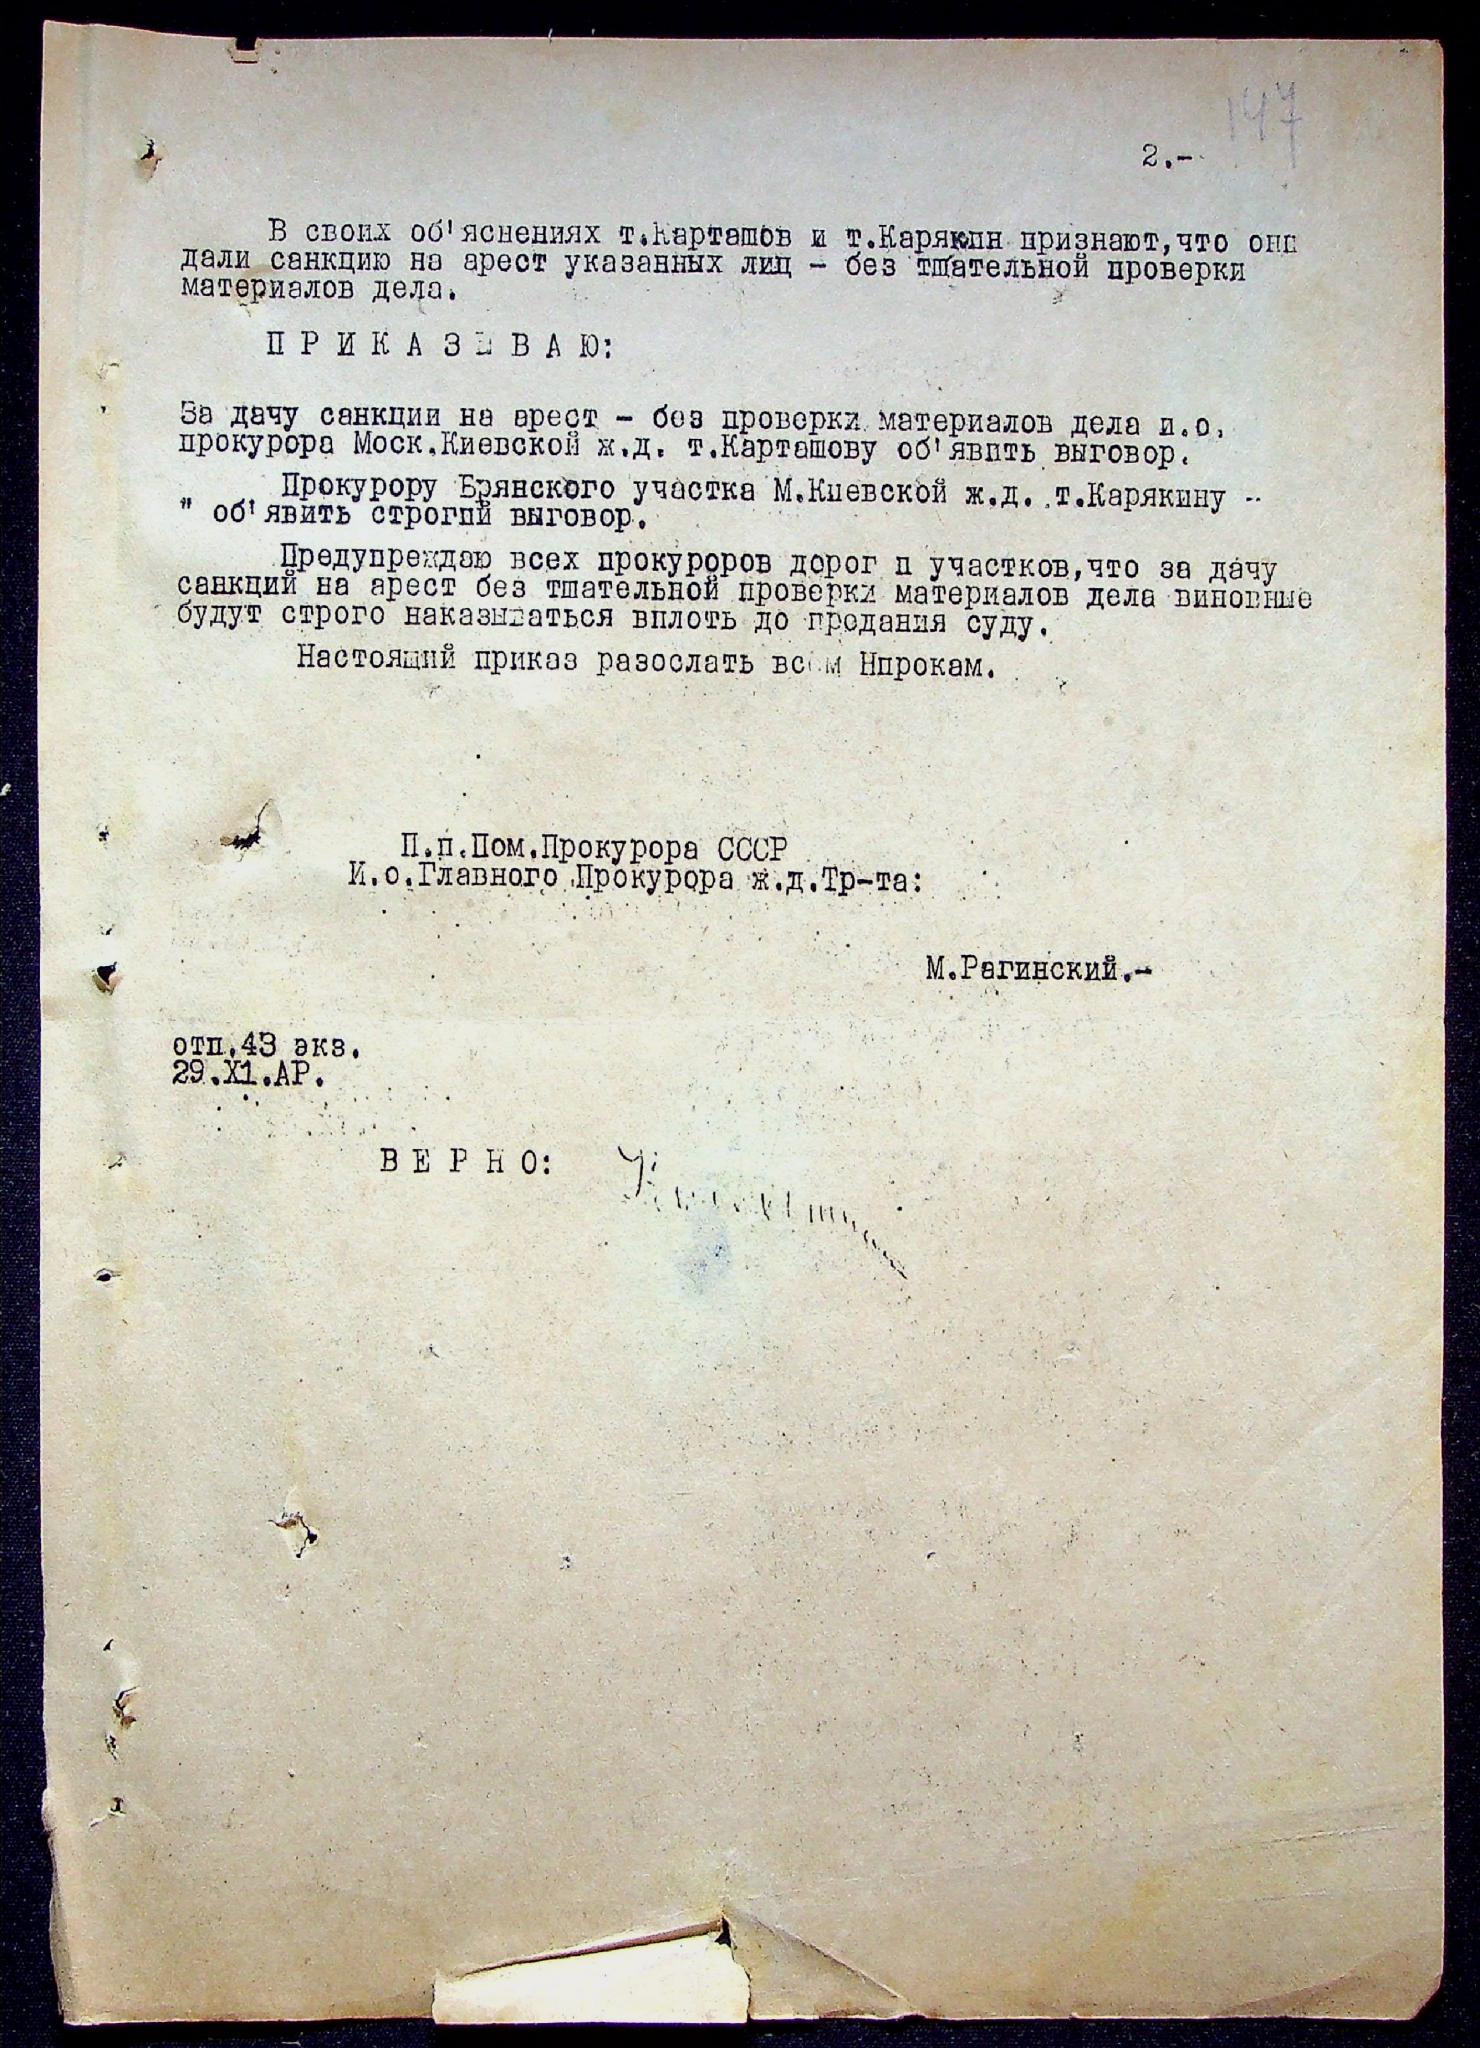 147
2.-
В своих об'яснениях т.Карташов и т.Карякин признают,что они
дали санкцию на арест указанных лиц - без тщательной проверки
материалов дела.
П Р И К А З Ы В А Ю:
За дачу санкции на арест - без проверки материалов дела и.о.
прокурора Моск.Киевской ж.д. т.Карташову об'явить выговор.
Прокурору Брянского участка М.Киевской ж.д. т.Карякину -
" об'явить строгий выговор.
Предупреждаю всех прокуроров дорог и участков,что за дачу
санкций на арест без тщательной проверки материалов дела виновные
будут строго наказываться вплоть до предания суду.
Настоящий приказ разослать всем Нпрокам.
П.п.Пом.Прокурора СССР
И.о.Главного Прокурора ж.д.Тр-та:
М.Рагинский.-
отп.43 экз.
29.X1.АР.
В Е Р Н О: